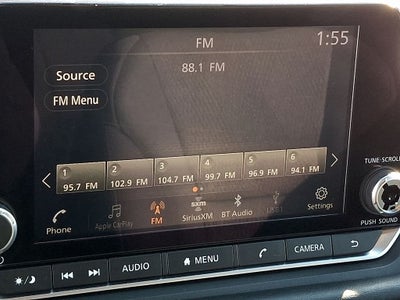 FM
1:55
88.1 FM
Source
FM Menu
1 2 3 4 5 6
95.7 FM 102.9 FM 104.7 FM 99.7 FM 96.9 FM 94.1 FM
TUNE·SCROLL
PUSH SOUND
sxm
Phone Apple CarPlay FM SiriusXM BT Audio Settings
AUDIO MENU CAMERA